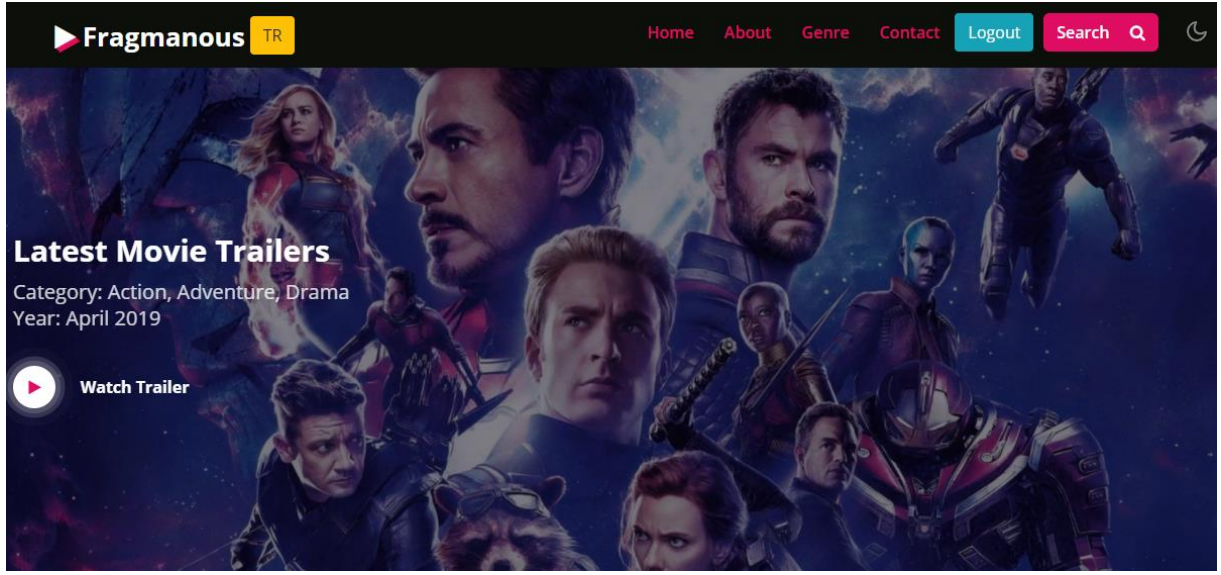 Fragmanous TR
Home About Genre Contact Logout Search
Latest Movie Trailers
Category: Action, Adventure, Drama
Year: April 2019
Watch Trailer